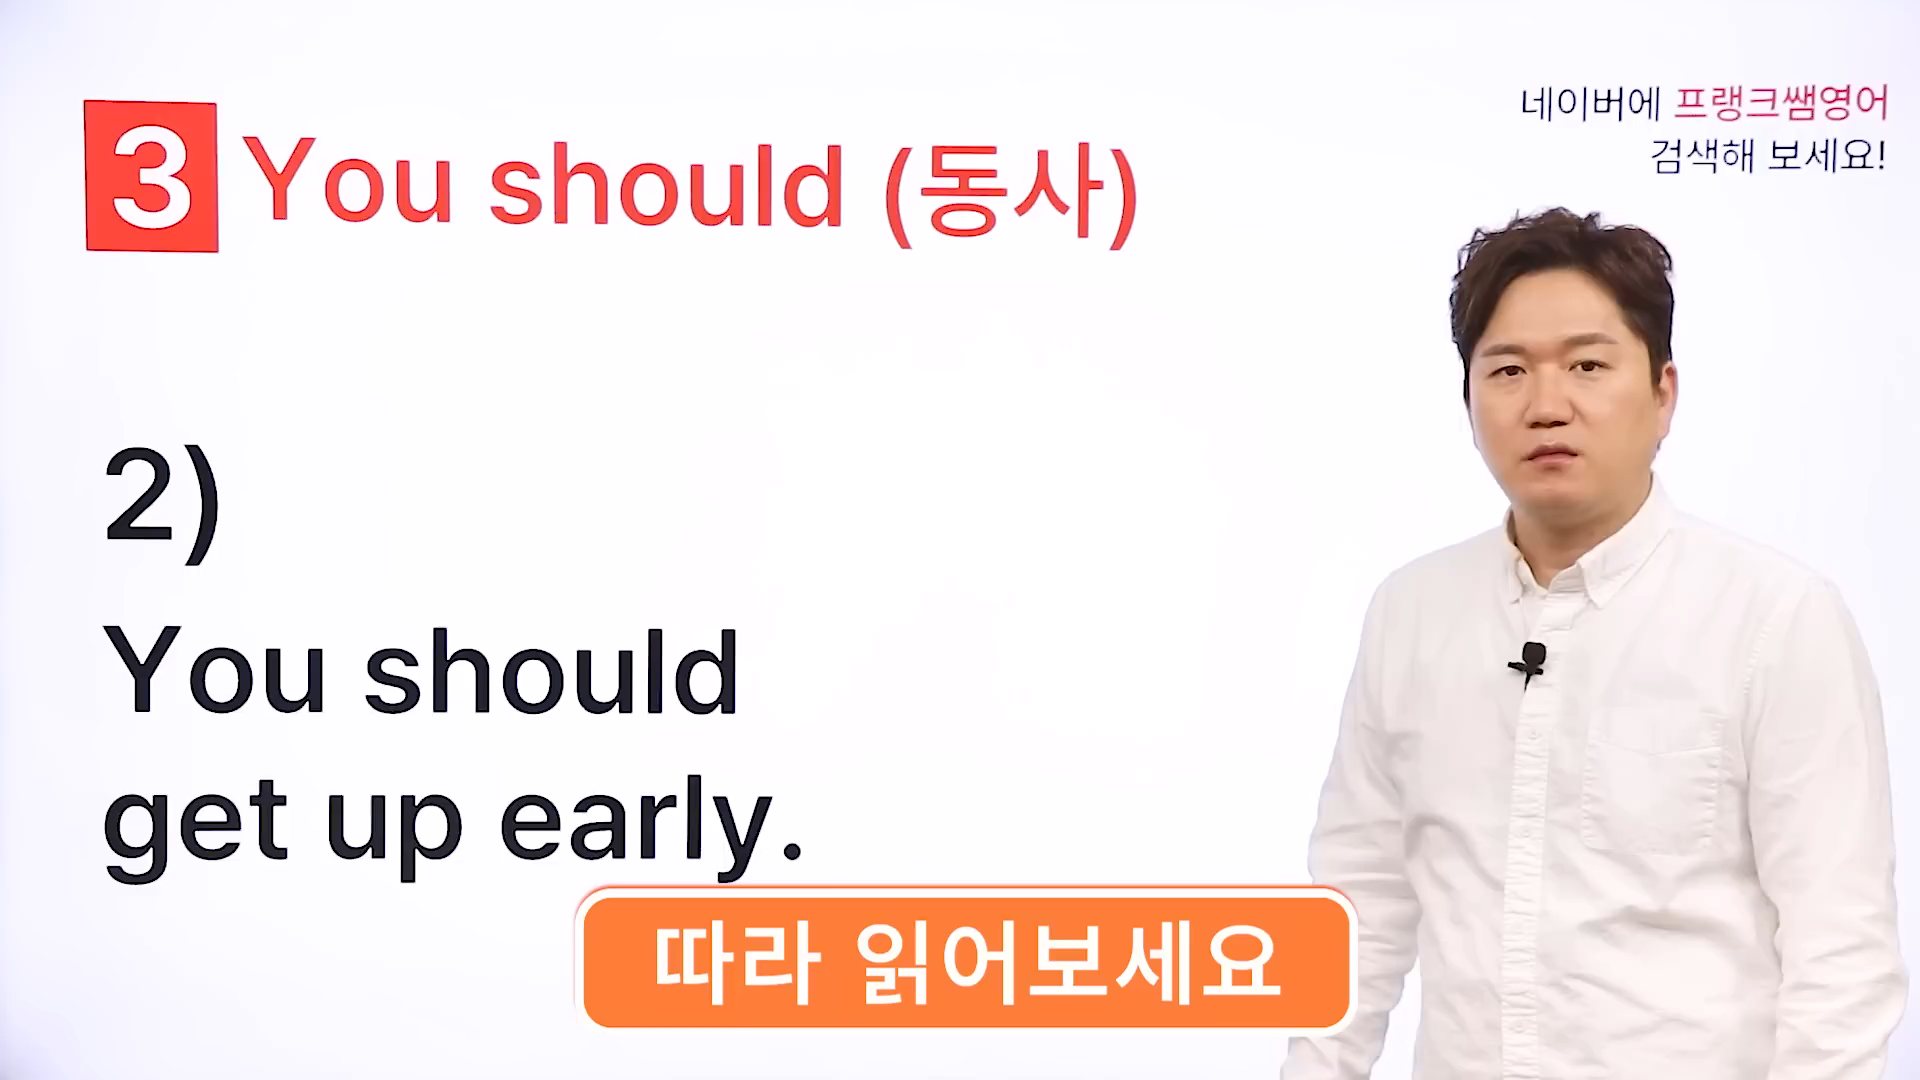 3 You should (동사)
네이버에 프랭크쌤영어
검색해 보세요!
2)
You should
get up early.
따라 읽어보세요